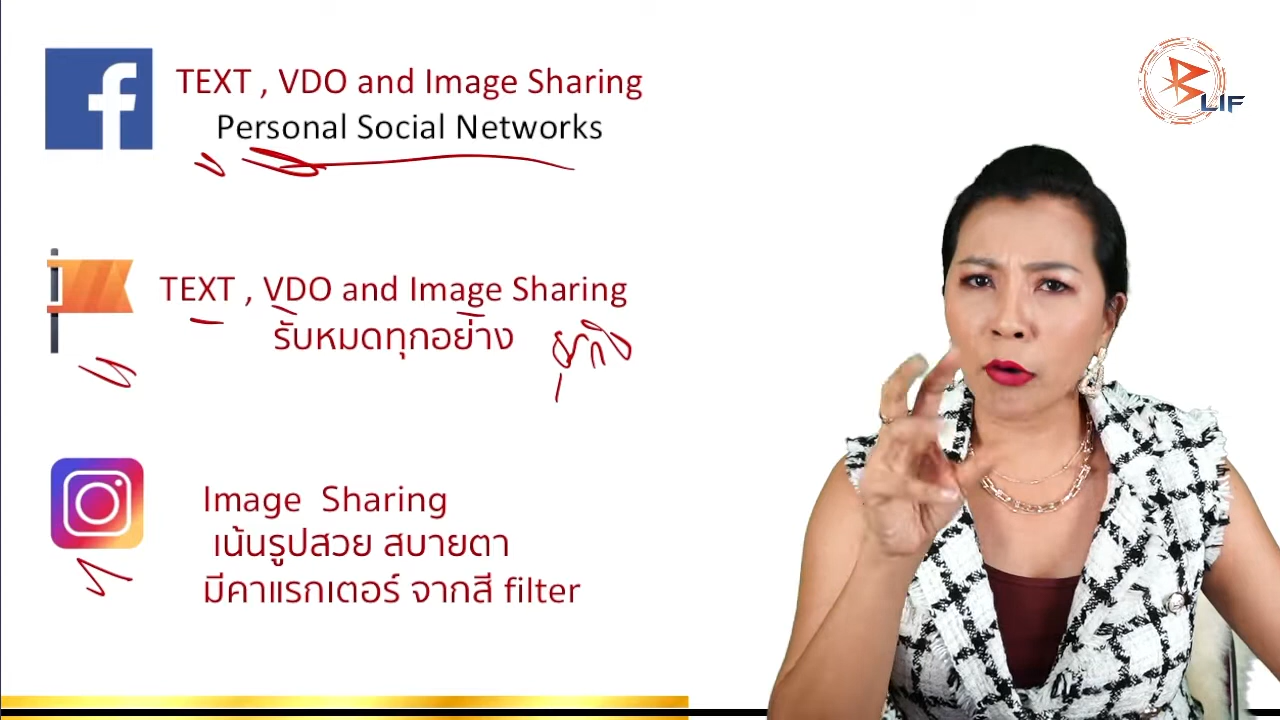 TEXT , VDO and Image Sharing
Personal Social Networks
TEXT , VDO and Image Sharing
รับหมดทุกอย่าง
Image Sharing
เน้นรูปสวย สบายตา
มีคาแรกเตอร์ จากสี filter
BLIF